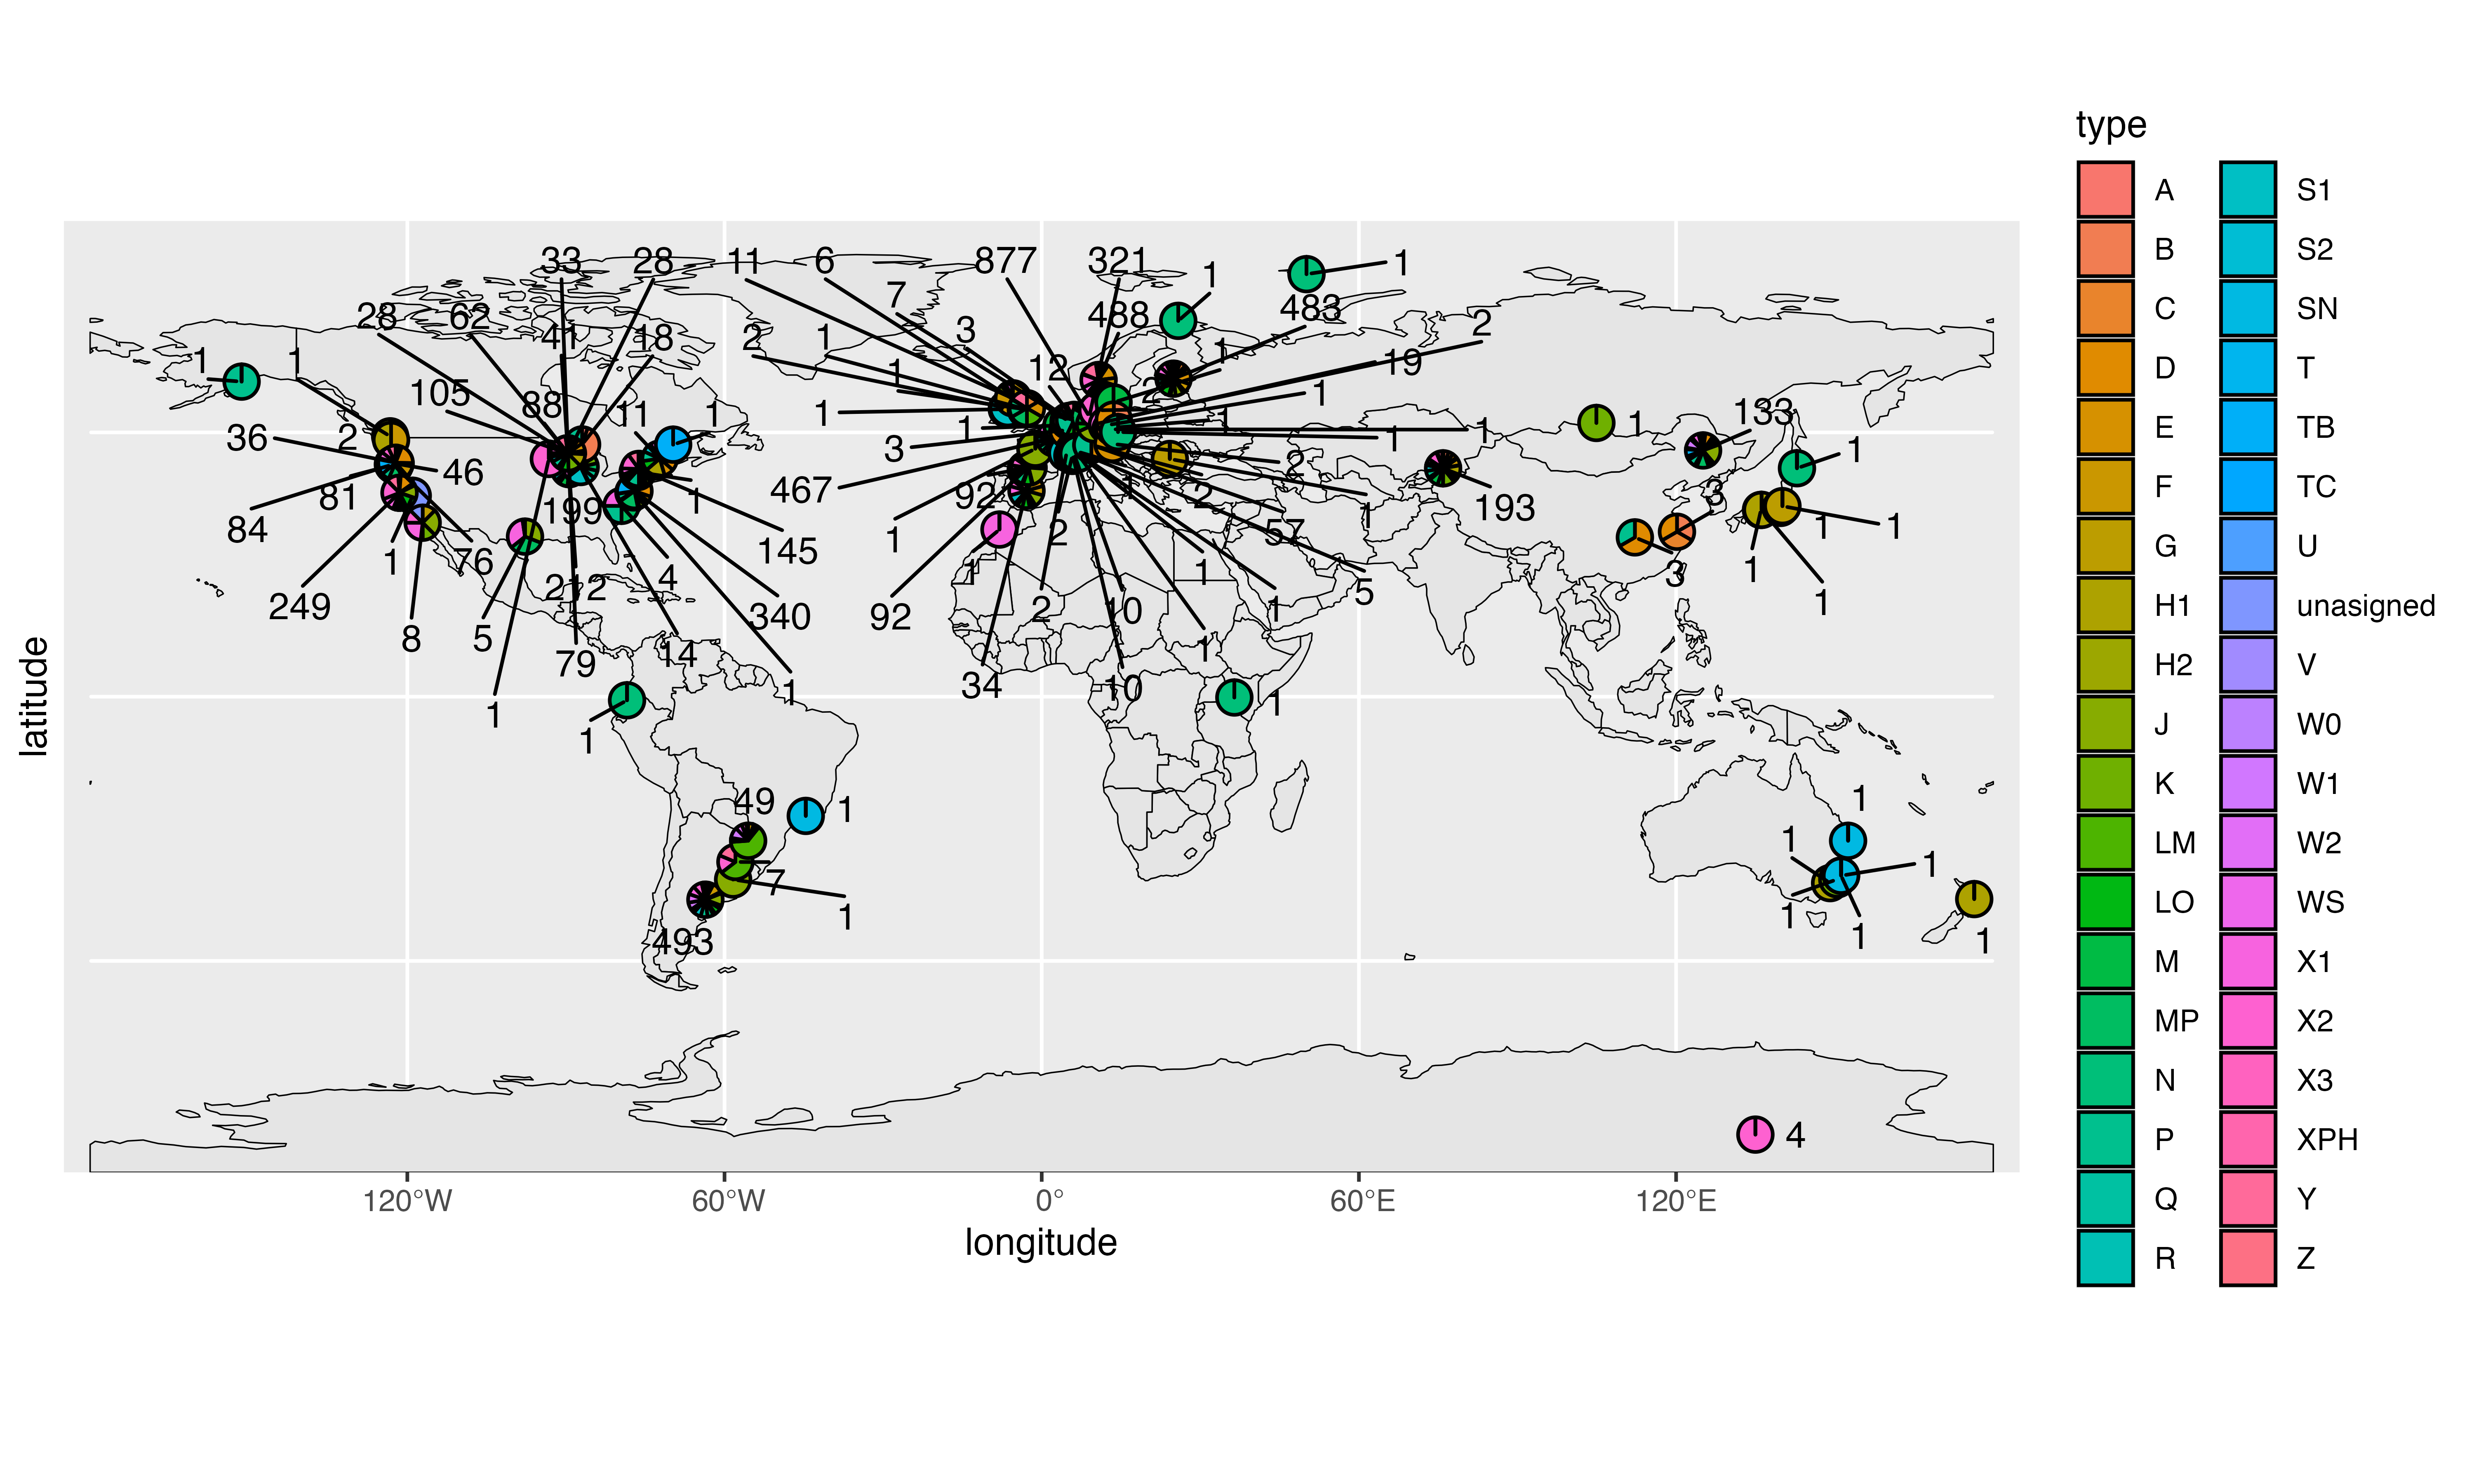 type
A S1
B S2
C SN
D T
E TB
F TC
G U
H1 unasigned
H2 V
J W0
K W1
LM W2
LO WS
M X1
MP X2
N X3
P XPH
Q Y
R Z
33 28 11 6 877 321 1 1
7
28 62 41 18 2 1 3 488 483 2
1 1 1 12 1 19
105 88 11 1 1 2 1 133
36 2 1 3 1 1 1 1 1
84 81 46 199 1 467 92 1 2 2 193 3 1
1 76 145 1 2 57 1 1 1
249 212 4 340 92 1 1 3 1
8 5 79 14 34 2 10 1 1 5 1
1 1 1 10 1
49 1 1
7 1 1 1
493 1 1 1 1
4
120°W 60°W 0° 60°E 120°E
longitude
latitude